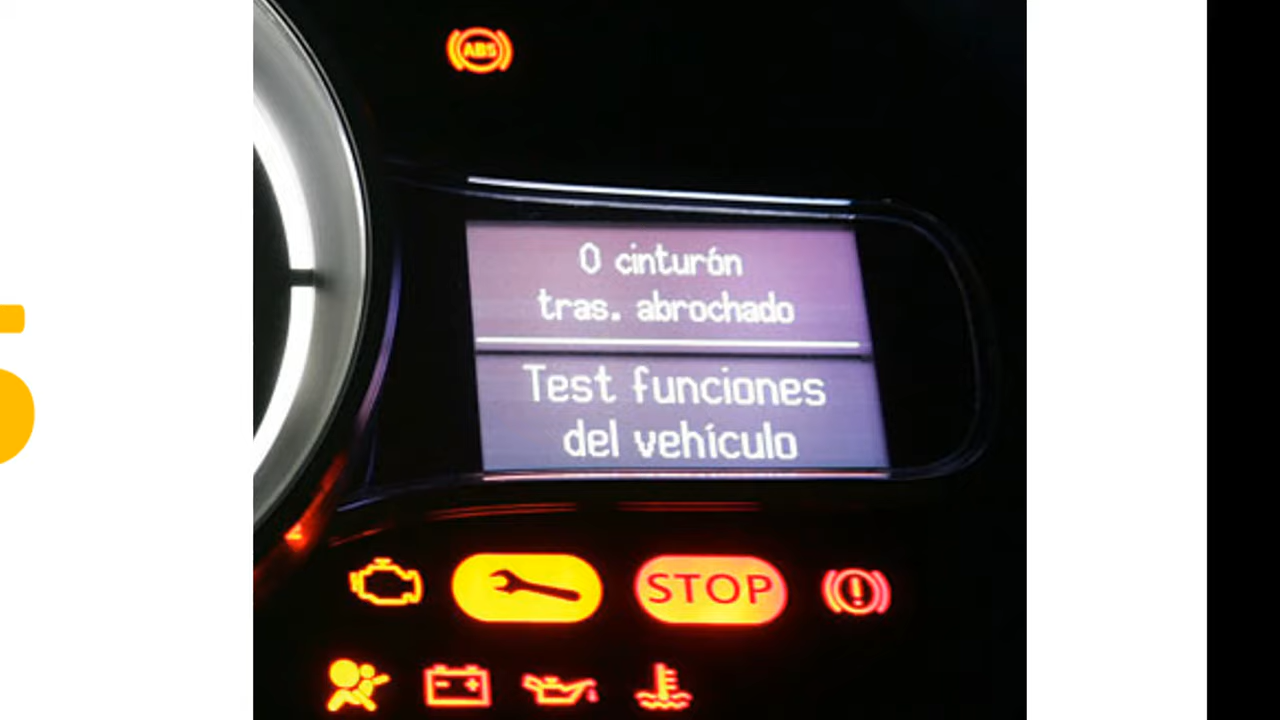 ABS
0 cinturón
tras. abrochado
Test funciones
del vehículo
STOP